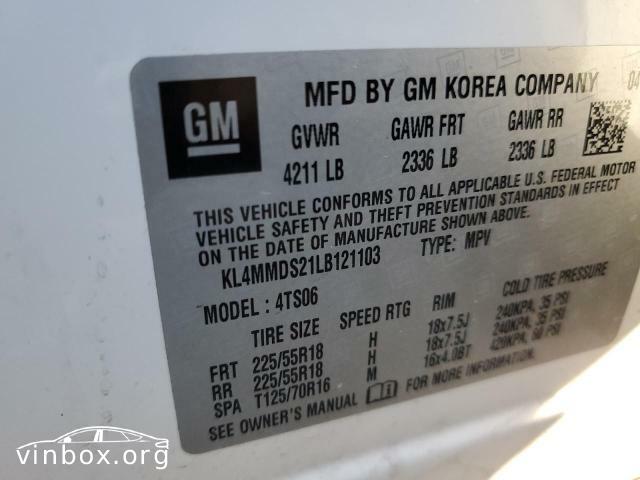 GM
MFD BY GM KOREA COMPANY 04
GVWR GAWR FRT GAWR RR
4211 LB 2336 LB 2336 LB
THIS VEHICLE CONFORMS TO ALL APPLICABLE U.S. FEDERAL MOTOR
VEHICLE SAFETY AND THEFT PREVENTION STANDARDS IN EFFECT
ON THE DATE OF MANUFACTURE SHOWN ABOVE.
KL4MMDS21LB121103 TYPE: MPV
MODEL : 4TS06
TIRE SIZE SPEED RTG RIM
FRT 225/55R18 H 18x7.5J 240KPA, 35 PSI
RR 225/55R18 H 18x7.5J 240KPA, 35 PSI
SPA T125/70R16 M 16x4.0BT 420KPA, 60 PSI
SEE OWNER'S MANUAL FOR MORE INFORMATION.
vinbox.org